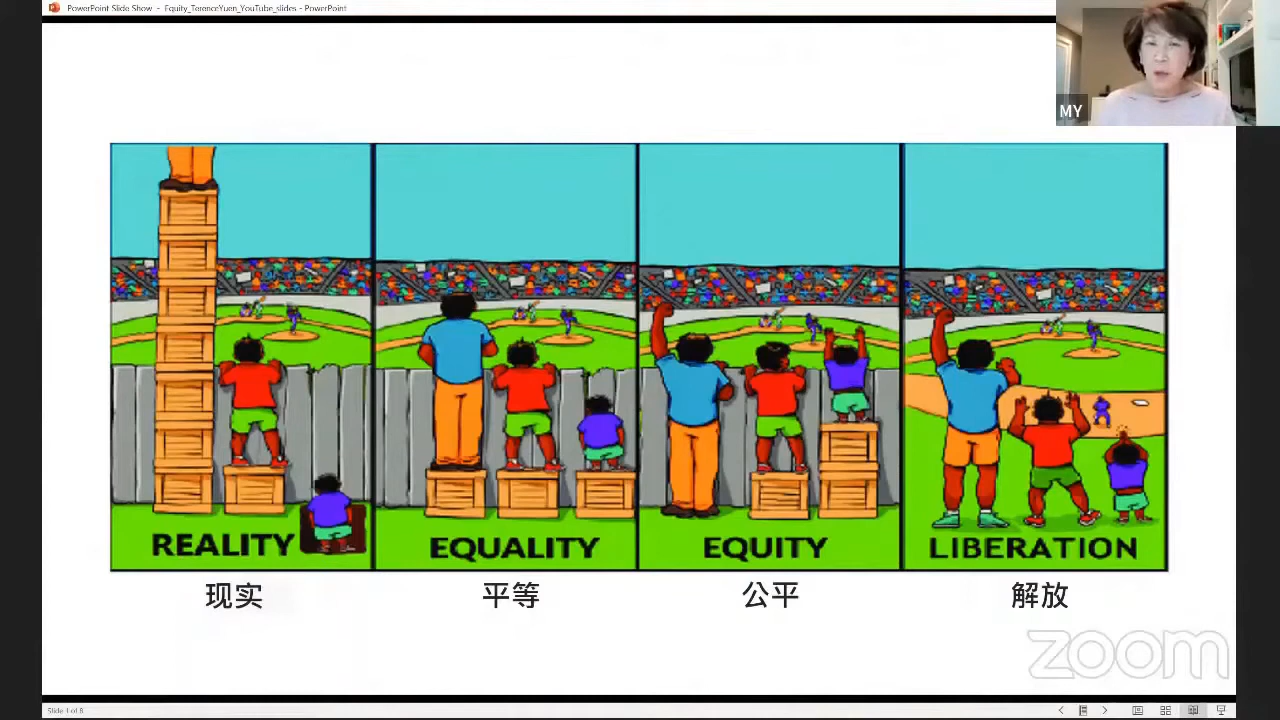 PowerPoint Slide Show - Equity_TerenceYuen_YouTube_slides - PowerPoint
MY
REALITY
EQUALITY
EQUITY
LIBERATION
现实
平等
公平
解放
zoom
Slide 1 of 8